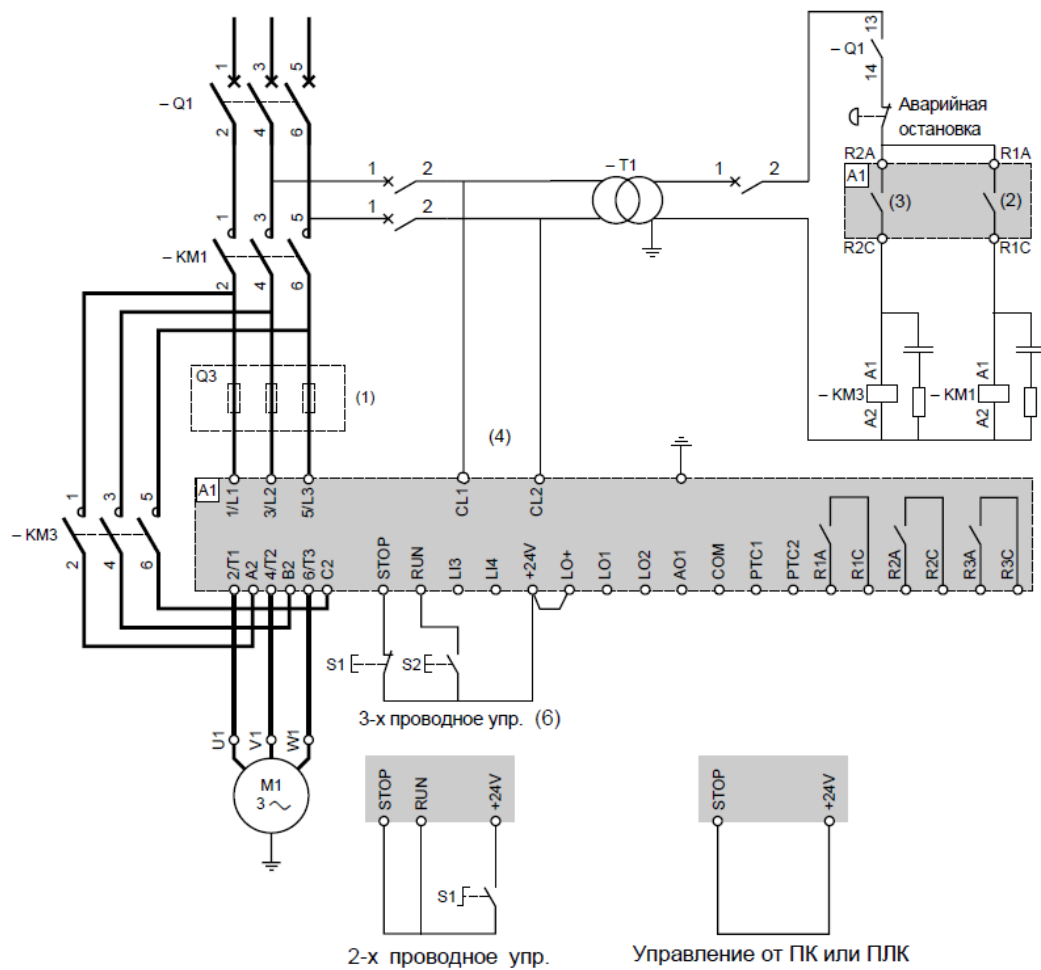 1 3 5
– Q1
2 4 6
13
– Q1
14
Аварийная
остановка
R2A R1A
A1
(3) (2)
R2C R1C
1 2
– T1
1 2
1 2
1 3 5
– KM1
2 4 6
Q3
(1)
A1 A1
– KM3 – KM1
A2 A2
(4)
A1
1/L1 3/L2 5/L3 CL1 CL2
1 3 5
– KM3
2 4 6
2/T1 A2 4/T2 B2 6/T3 C2 STOP RUN LI3 LI4 +24V LO+ LO1 LO2 AO1 COM PTC1 PTC2 R1A R1C R2A R2C R3A R3C
S1 S2
3-х проводное упр. (6)
U1 V1 W1
M1
3
STOP RUN +24V
S1
2-х проводное упр.
STOP +24V
Управление от ПК или ПЛК